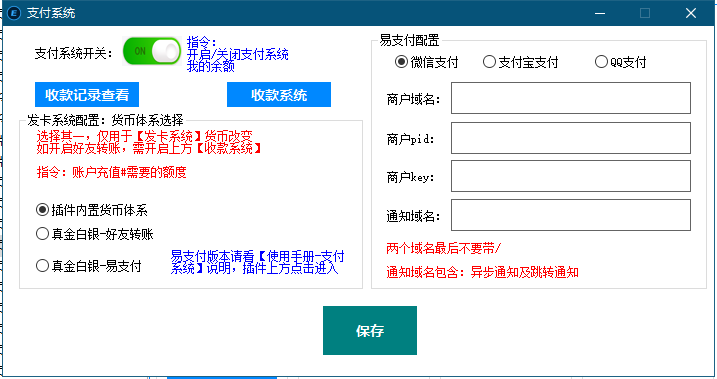 支付系统
支付系统开关：
ON
指令：
开启/关闭支付系统
我的余额
收款记录查看
收款系统
发卡系统配置：货币体系选择
选择其一，仅用于【发卡系统】货币改变
如开启好友转账，需开启上方【收款系统】
指令：账户充值#需要的额度
插件内置货币体系
真金白银-好友转账
真金白银-易支付
易支付版本请看【使用手册-支付
系统】说明，插件上方点击进入
易支付配置
微信支付
支付宝支付
QQ支付
商户域名：
商户pid：
商户key：
通知域名：
两个域名最后不要带/
通知域名包含：异步通知及跳转通知
保存